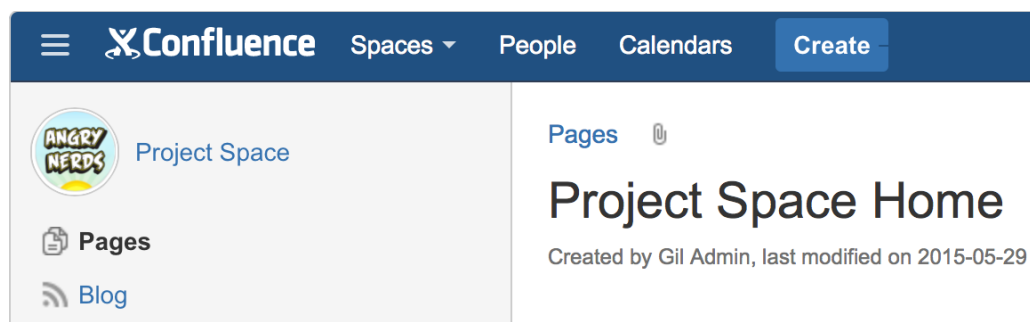 Confluence Spaces People Calendars Create
ANGRY
NERDS
Project Space
Pages
Blog
Pages
Project Space Home
Created by Gil Admin, last modified on 2015-05-29